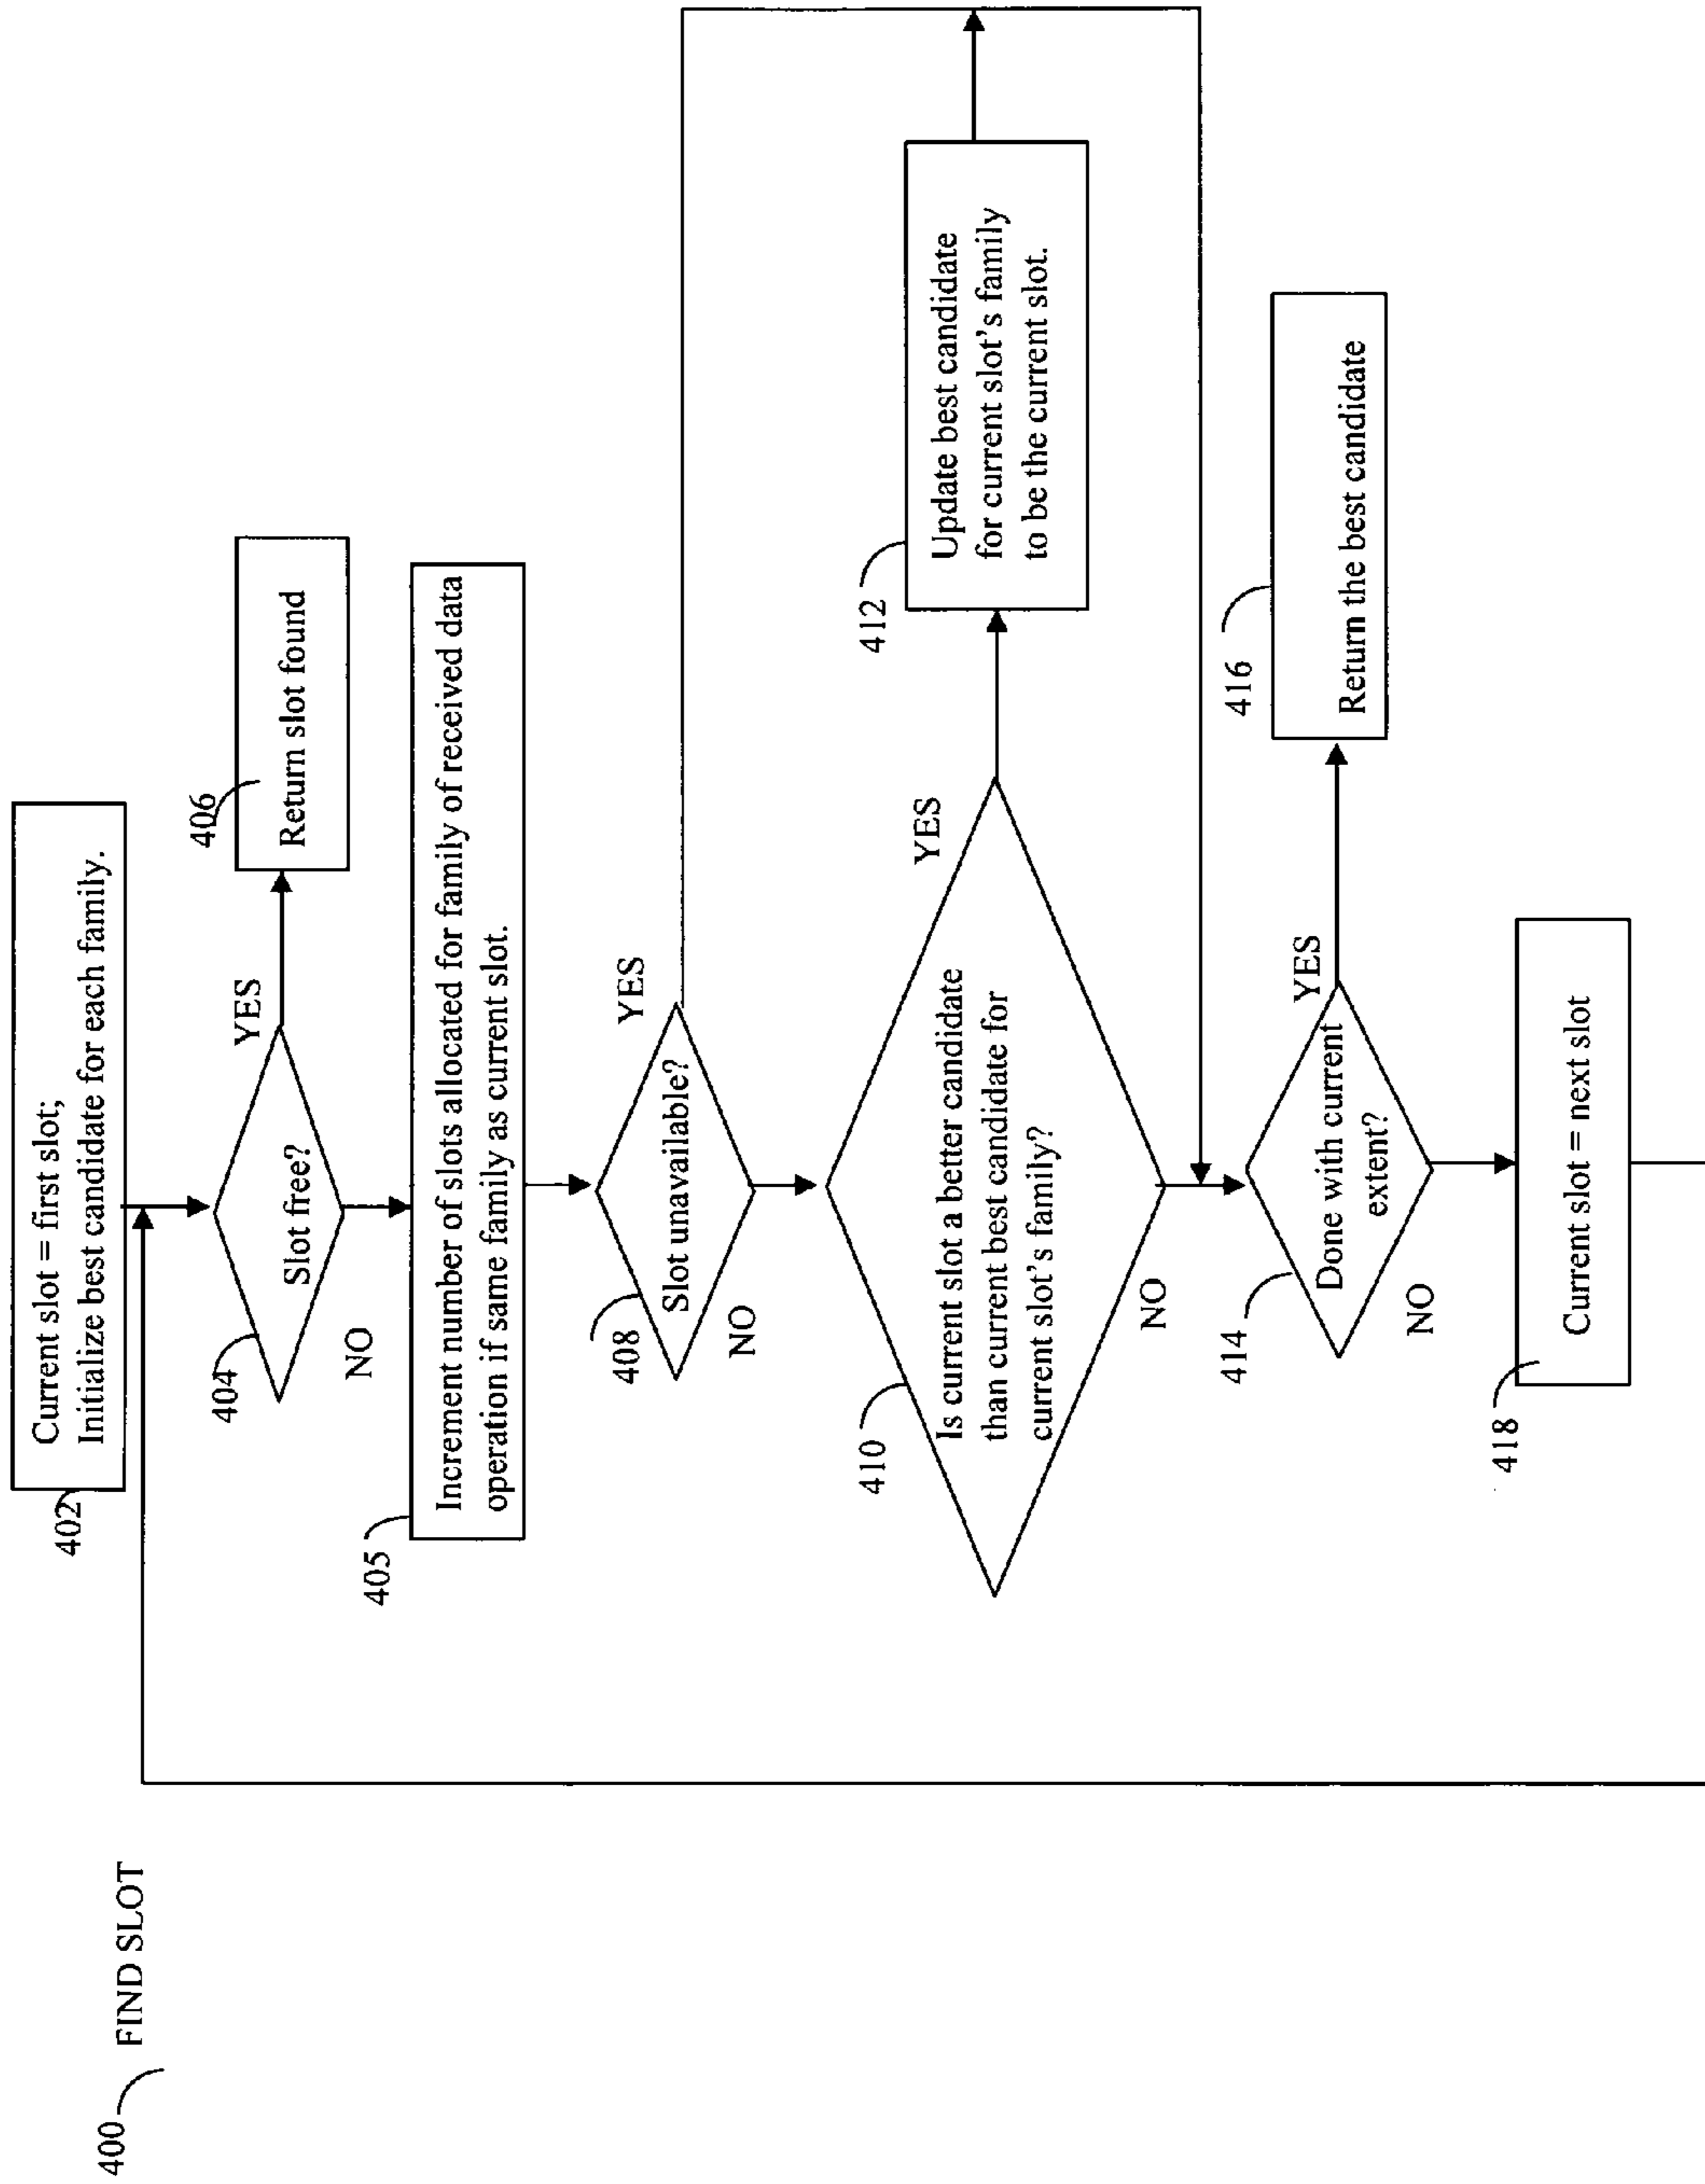 400
FIND SLOT
402
Current slot = first slot;
Initialize best candidate for each family.
404
Slot free?
YES
NO
406
Return slot found
405
Increment number of slots allocated for family of received data
operation if same family as current slot.
408
Slot unavailable?
YES
NO
410
Is current slot a better candidate
than current best candidate for
current slot's family?
YES
NO
412
Update best candidate
for current slot's family
to be the current slot.
414
Done with current
extent?
YES
NO
416
Return the best candidate
418
Current slot = next slot